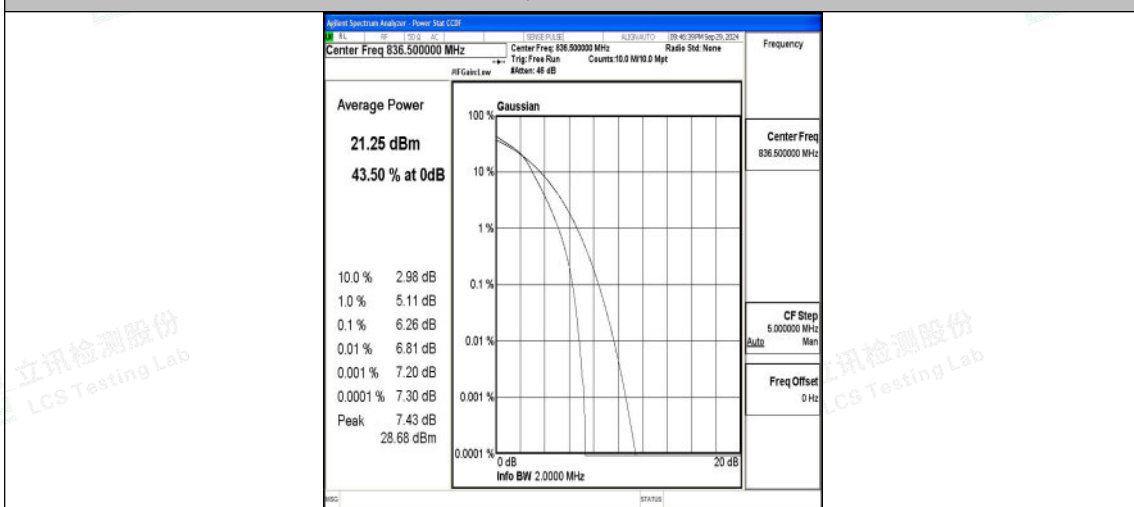 Agilent Spectrum Analyzer - Power Stat CCDF
RL RF 50 Ω AC SENSE:PULSE ALIGNAUTO 09:46:39PM Sep 29, 2024
Center Freq 836.500000 MHz
Center Freq: 836.500000 MHz
Radio Std: None
Trig: Free Run
Counts:10.0 M/10.0 Mpt
#IFGain:Low
#Atten: 46 dB
Frequency
Average Power
21.25 dBm
43.50 % at 0dB
10.0 % 2.98 dB
1.0 % 5.11 dB
0.1 % 6.26 dB
0.01 % 6.81 dB
0.001 % 7.20 dB
0.0001 % 7.30 dB
Peak 7.43 dB
28.68 dBm
Gaussian
100 %
10 %
1 %
0.1 %
0.01 %
0.001 %
0.0001 %
0 dB
20 dB
Info BW 2.0000 MHz
Center Freq
836.500000 MHz
CF Step
5.000000 MHz
Auto Man
Freq Offset
0 Hz
MSG
STATUS
立讯检测股份
LCS Testing Lab
立讯检测股份
LCS Testing Lab